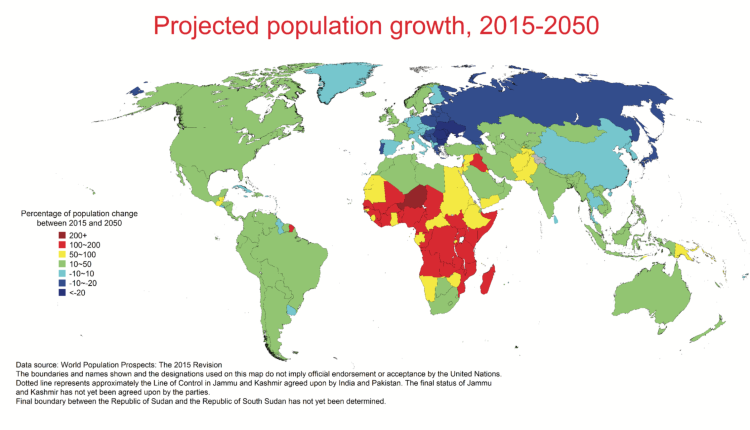 Projected population growth, 2015-2050
Percentage of population change
between 2015 and 2050
200+
100~200
50~100
10~50
-10~10
-10~-20
<-20
Data source: World Population Prospects: The 2015 Revision
The boundaries and names shown and the designations used on this map do not imply official endorsement or acceptance by the United Nations.
Dotted line represents approximately the Line of Control in Jammu and Kashmir agreed upon by India and Pakistan. The final status of Jammu
and Kashmir has not yet been agreed upon by the parties.
Final boundary between the Republic of Sudan and the Republic of South Sudan has not yet been determined.